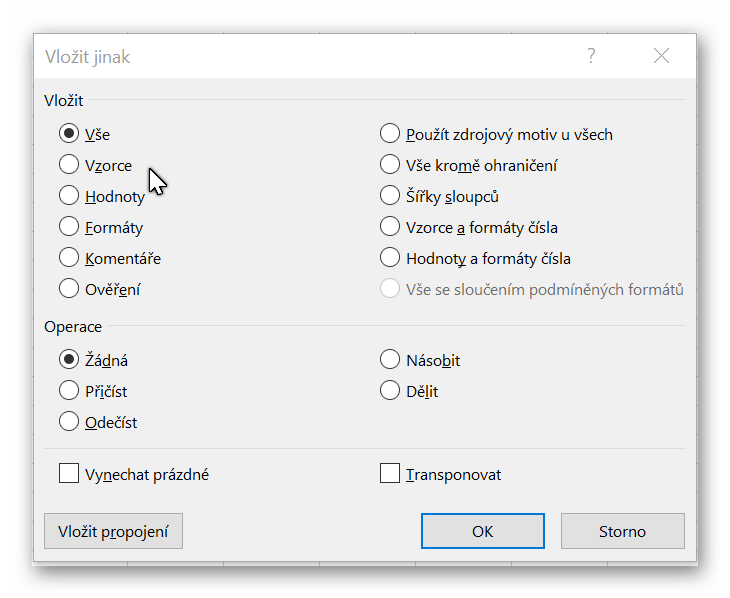 Vložit jinak ?
Vložit
Vše
Vzorce
Hodnoty
Formáty
Komentáře
Ověření
Použít zdrojový motiv u všech
Vše kromě ohraničení
Šířky sloupců
Vzorce a formáty čísla
Hodnoty a formáty čísla
Vše se sloučením podmíněných formátů
Operace
Žádná
Přičíst
Odečíst
Násobit
Dělit
Vynechat prázdné
Transponovat
Vložit propojení
OK
Storno